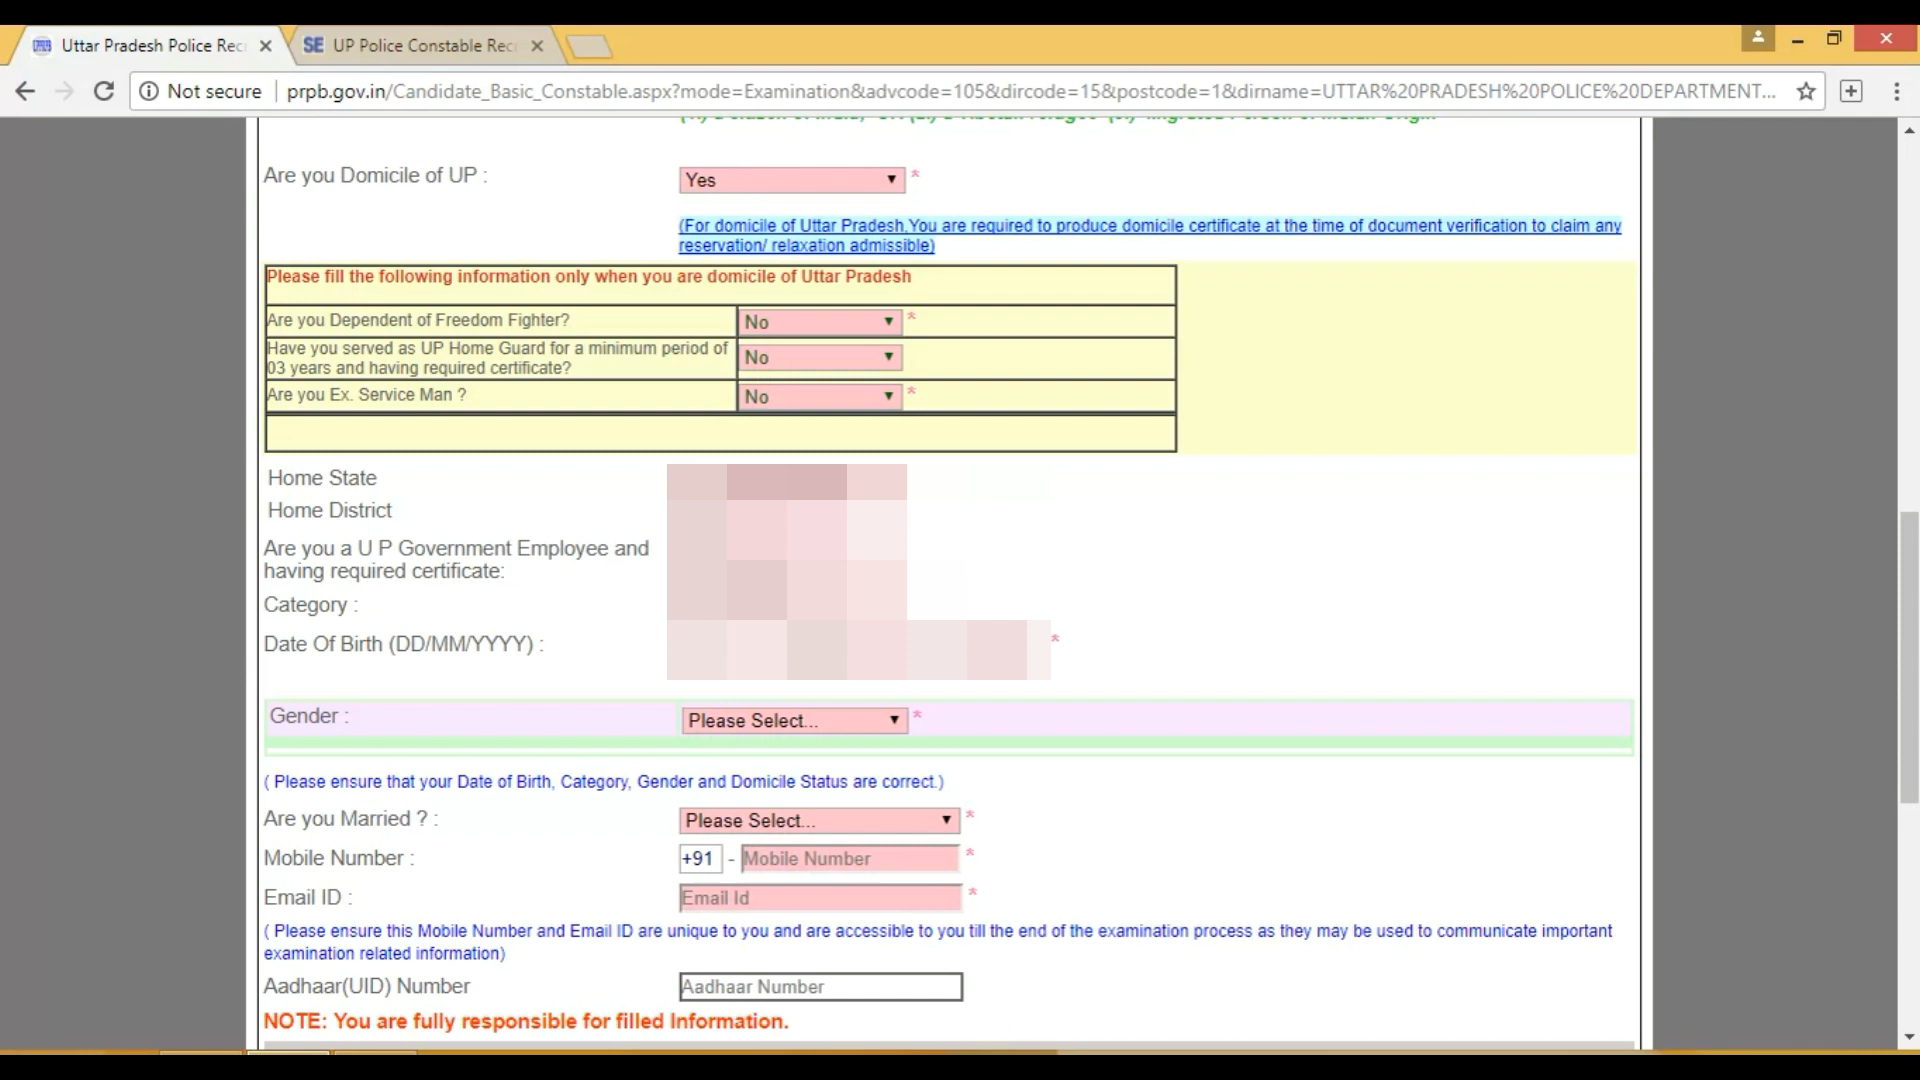 Uttar Pradesh Police Rec
UP Police Constable Rec
Not secure
prpb.gov.in/Candidate_Basic_Constable.aspx?mode=Examination&advcode=105&dircode=15&postcode=1&dirname=UTTAR%20PRADESH%20POLICE%20DEPARTMENT...
Are you Domicile of UP :
Yes *
(For domicile of Uttar Pradesh,You are required to produce domicile certificate at the time of document verification to claim any
reservation/ relaxation admissible)
Please fill the following information only when you are domicile of Uttar Pradesh
Are you Dependent of Freedom Fighter?
No *
Have you served as UP Home Guard for a minimum period of
03 years and having required certificate?
No
Are you Ex. Service Man ?
No *
Home State
Home District
Are you a U P Government Employee and
having required certificate:
Category :
Date Of Birth (DD/MM/YYYY) :
*
Gender :
Please Select... *
( Please ensure that your Date of Birth, Category, Gender and Domicile Status are correct.)
Are you Married ? :
Please Select... *
Mobile Number :
+91 - Mobile Number *
Email ID :
Email Id *
( Please ensure this Mobile Number and Email ID are unique to you and are accessible to you till the end of the examination process as they may be used to communicate important
examination related information)
Aadhaar(UID) Number
Aadhaar Number
NOTE: You are fully responsible for filled Information.